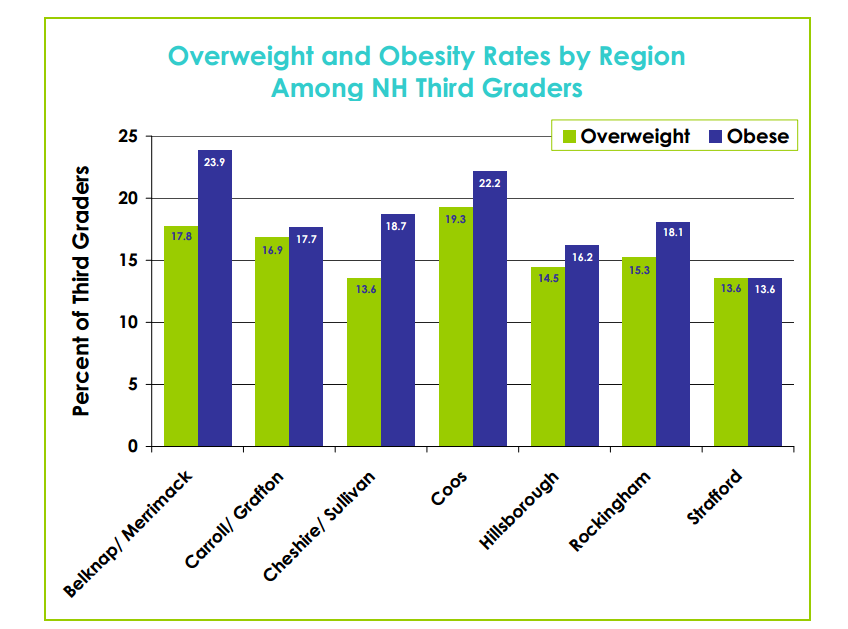 Overweight and Obesity Rates by Region
Among NH Third Graders
Overweight Obese
Percent of Third Graders
25
20
15
10
5
0
17.8
23.9
16.9
17.7
13.6
18.7
19.3
22.2
14.5
16.2
15.3
18.1
13.6
13.6
Belknap/ Merrimack
Carroll/ Grafton
Cheshire/ Sullivan
Coos
Hillsborough
Rockingham
Strafford